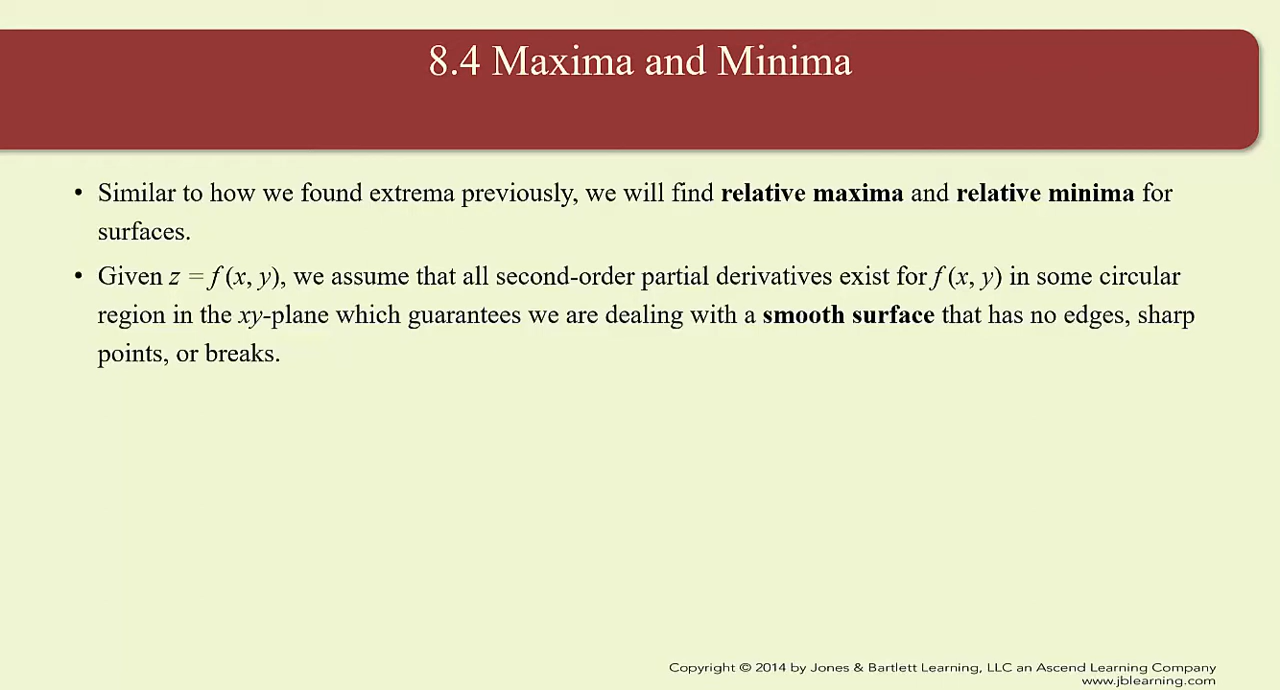 8.4 Maxima and Minima
• Similar to how we found extrema previously, we will find relative maxima and relative minima for
surfaces.
• Given z = f (x, y), we assume that all second-order partial derivatives exist for f (x, y) in some circular
region in the xy-plane which guarantees we are dealing with a smooth surface that has no edges, sharp
points, or breaks.
Copyright © 2014 by Jones & Bartlett Learning, LLC an Ascend Learning Company
www.jblearning.com